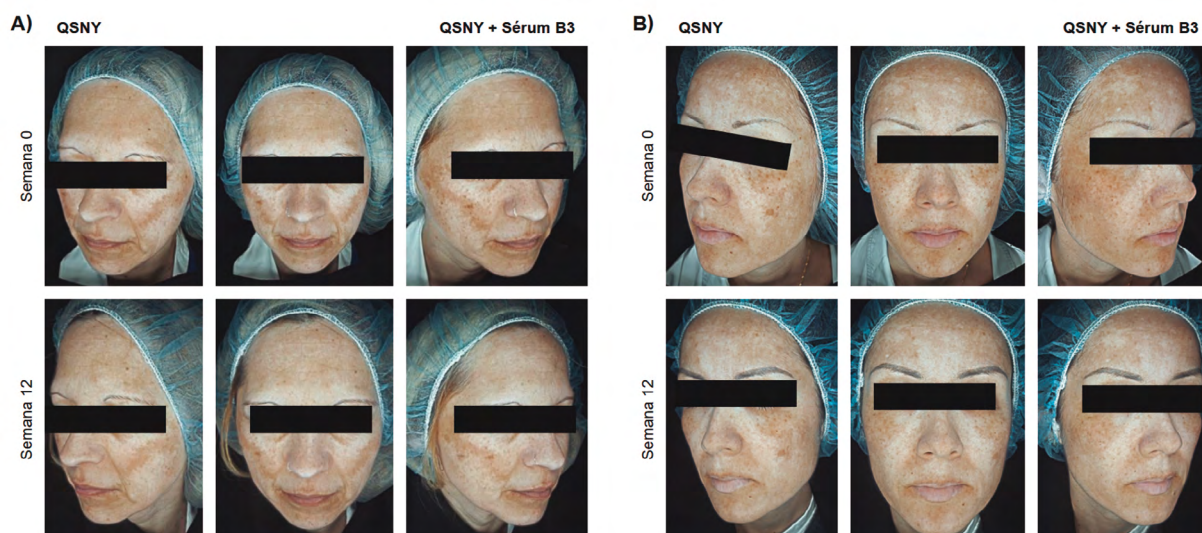 A)
QSNY
QSNY + Sérum B3
Semana 0
Semana 12
B)
QSNY
QSNY + Sérum B3
Semana 0
Semana 12